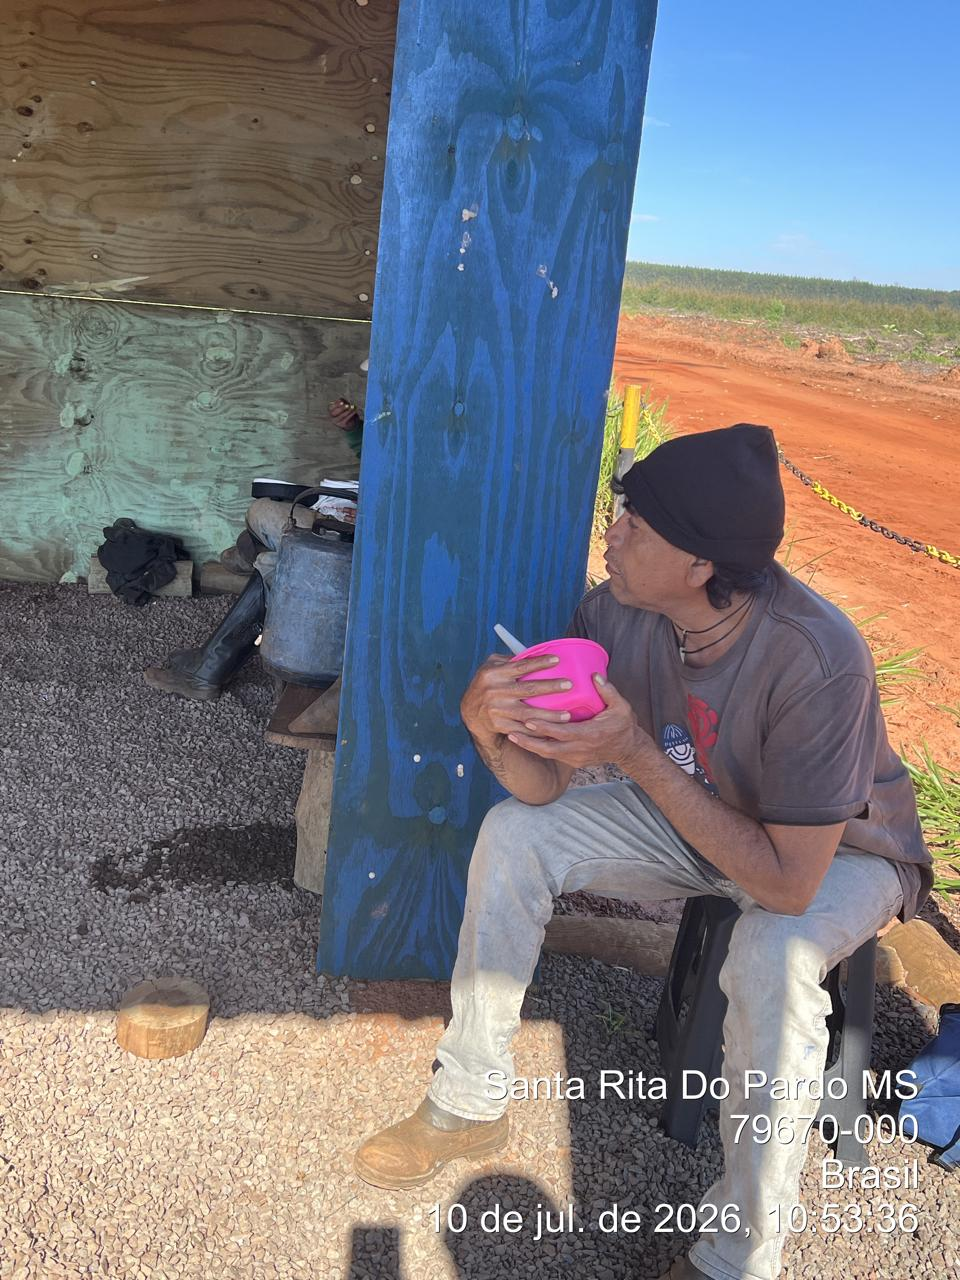 Santa Rita Do Pardo MS
79670-000
Brasil
10 de jul. de 2026, 10:53:36